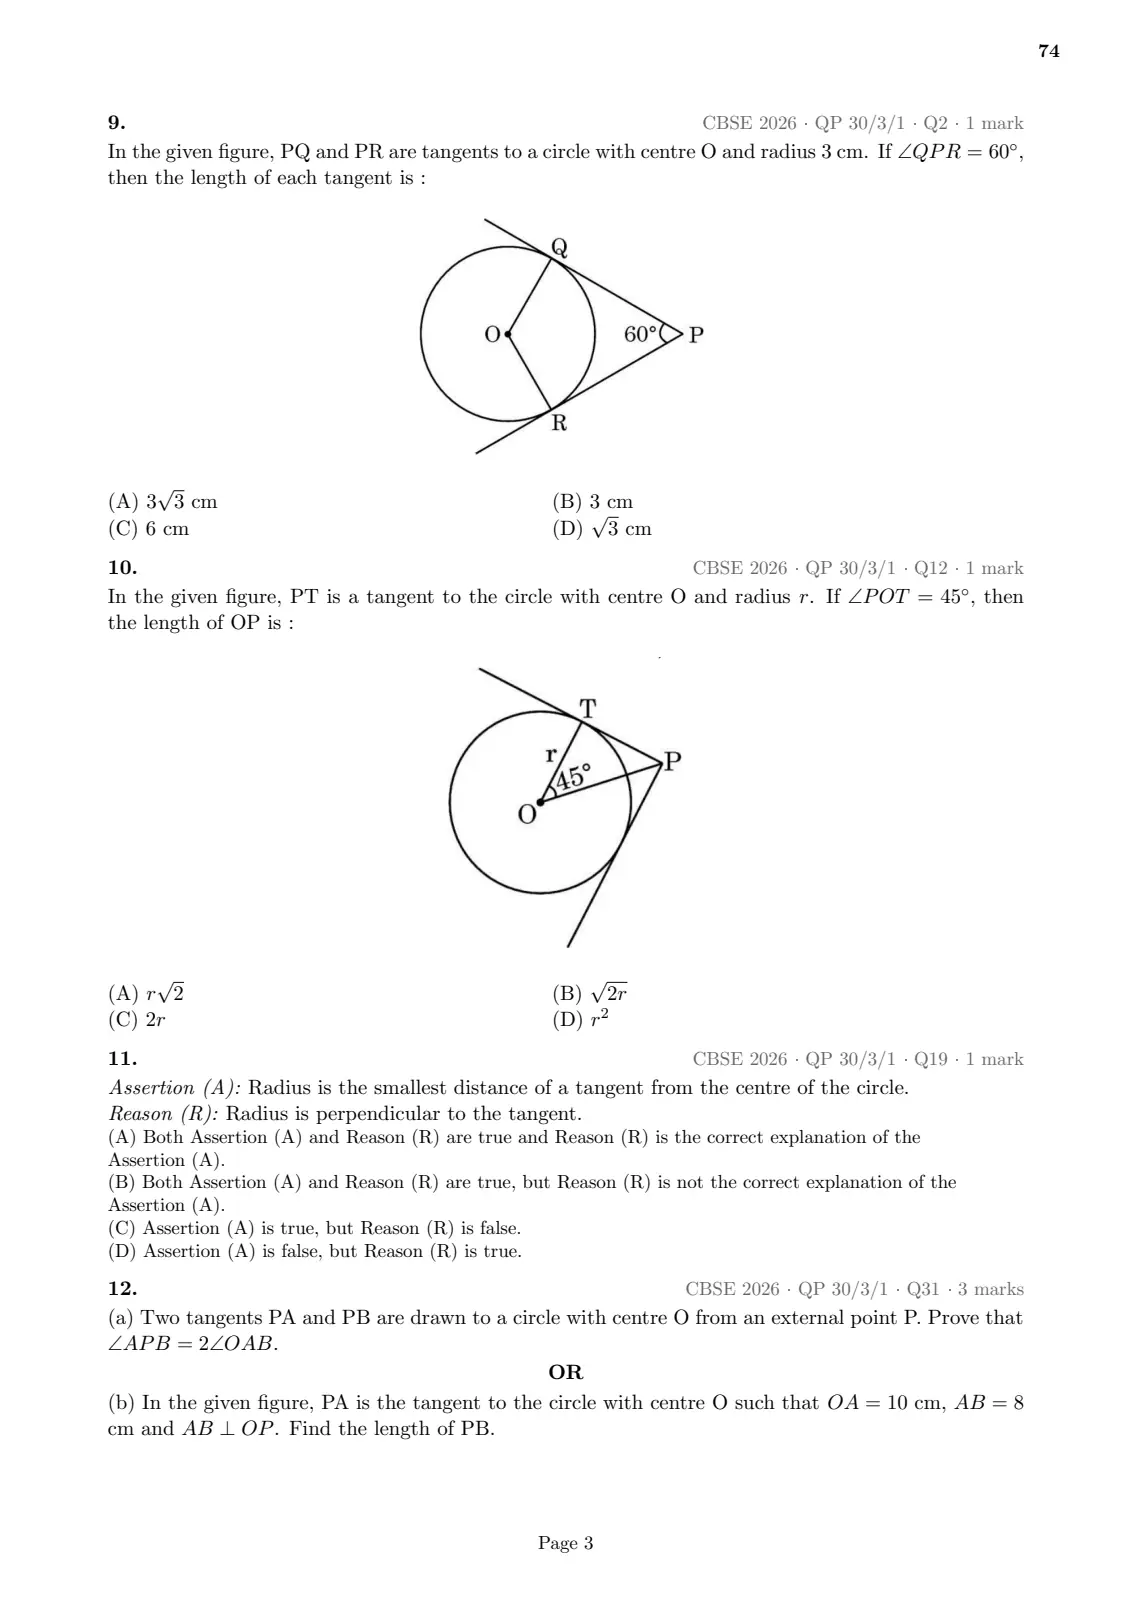 74
9.
CBSE 2026 · QP 30/3/1 · Q2 · 1 mark
In the given figure, PQ and PR are tangents to a circle with centre O and radius 3 cm. If ∠QPR = 60°,
then the length of each tangent is :
Q
O
60°
P
R
(A) 3√3 cm
(B) 3 cm
(C) 6 cm
(D) √3 cm
10.
CBSE 2026 · QP 30/3/1 · Q12 · 1 mark
In the given figure, PT is a tangent to the circle with centre O and radius r. If ∠POT = 45°, then
the length of OP is :
T
r
P
45°
O
(A) r√2
(B) √2r
(C) 2r
(D) r²
11.
CBSE 2026 · QP 30/3/1 · Q19 · 1 mark
Assertion (A): Radius is the smallest distance of a tangent from the centre of the circle.
Reason (R): Radius is perpendicular to the tangent.
(A) Both Assertion (A) and Reason (R) are true and Reason (R) is the correct explanation of the
Assertion (A).
(B) Both Assertion (A) and Reason (R) are true, but Reason (R) is not the correct explanation of the
Assertion (A).
(C) Assertion (A) is true, but Reason (R) is false.
(D) Assertion (A) is false, but Reason (R) is true.
12.
CBSE 2026 · QP 30/3/1 · Q31 · 3 marks
(a) Two tangents PA and PB are drawn to a circle with centre O from an external point P. Prove that
∠APB = 2∠OAB.
OR
(b) In the given figure, PA is the tangent to the circle with centre O such that OA = 10 cm, AB = 8
cm and AB ⊥ OP. Find the length of PB.
Page 3